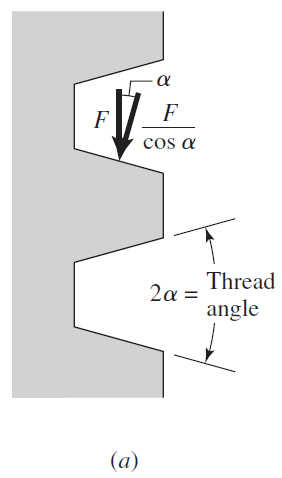 α
F
F
cos α
2α = Thread
angle
(a)